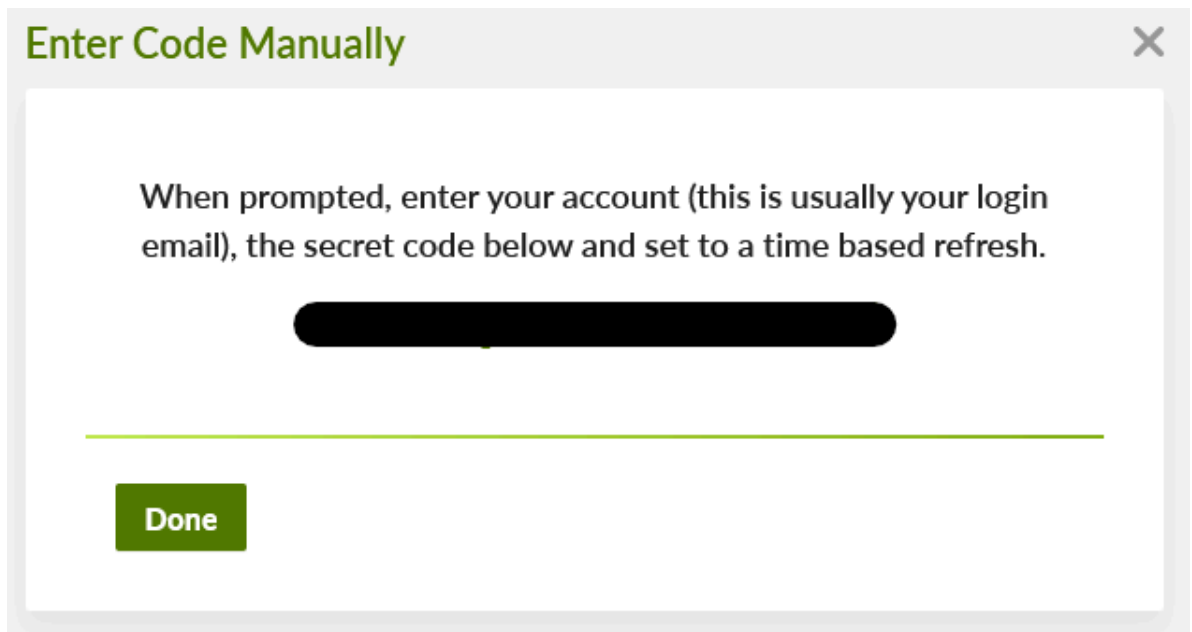 Enter Code Manually
When prompted, enter your account (this is usually your login
email), the secret code below and set to a time based refresh.
Done